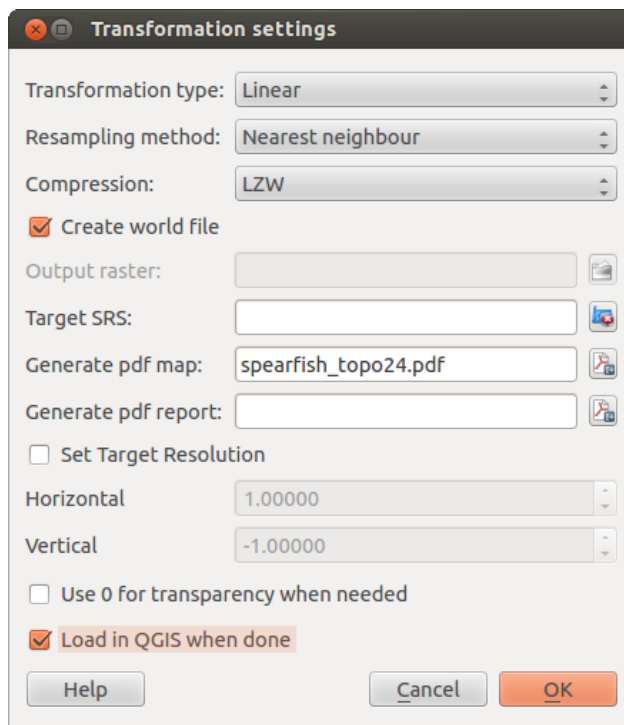 Transformation settings
Transformation type: Linear
Resampling method: Nearest neighbour
Compression: LZW
Create world file
Output raster:
Target SRS:
Generate pdf map: spearfish_topo24.pdf
Generate pdf report:
Set Target Resolution
Horizontal 1.00000
Vertical -1.00000
Use 0 for transparency when needed
Load in QGIS when done
Help Cancel OK